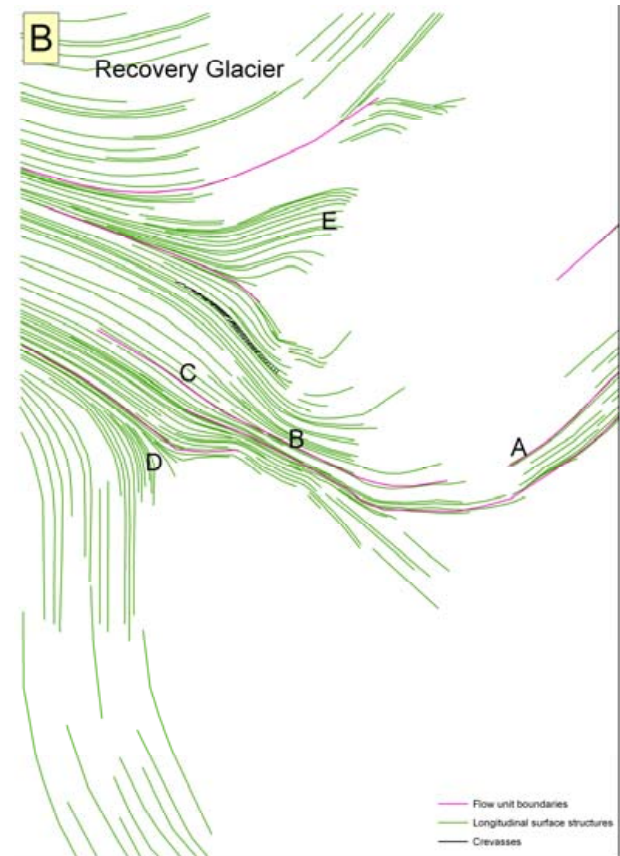 B
Recovery Glacier
E
C
B
A
D
Flow unit boundaries
Longitudinal surface structures
Crevasses